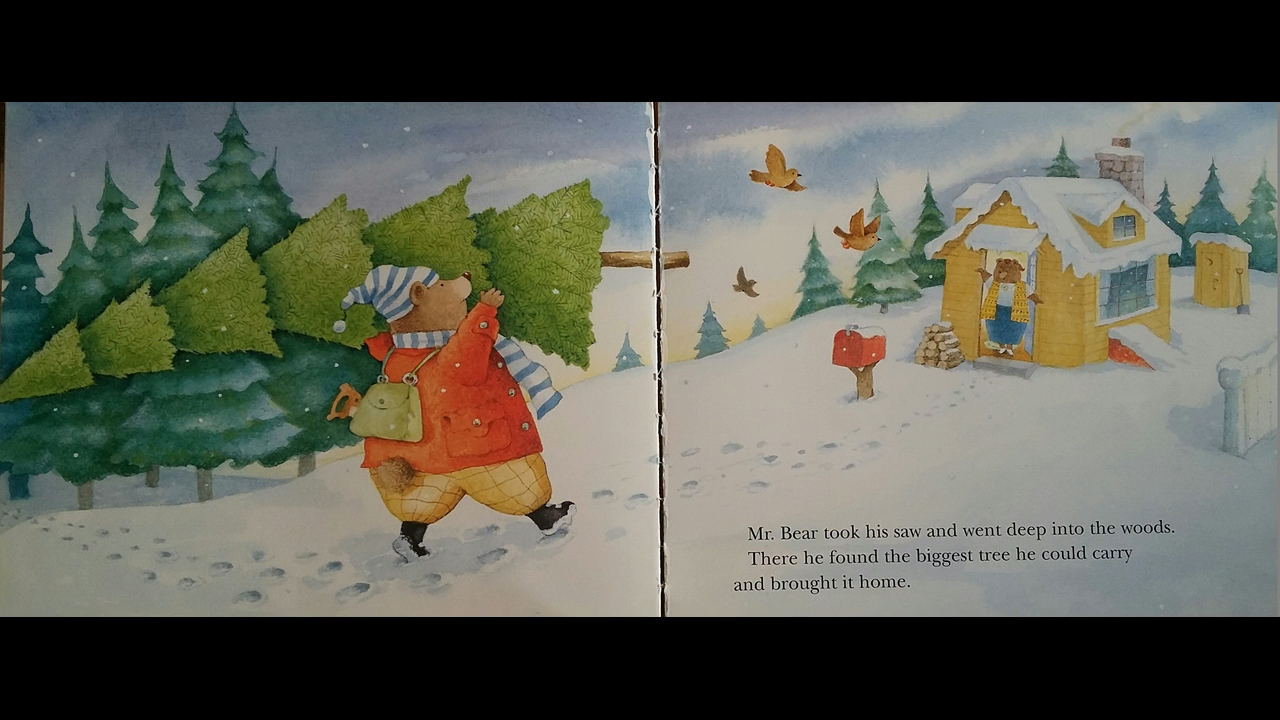 Mr. Bear took his saw and went deep into the woods.
There he found the biggest tree he could carry
and brought it home.